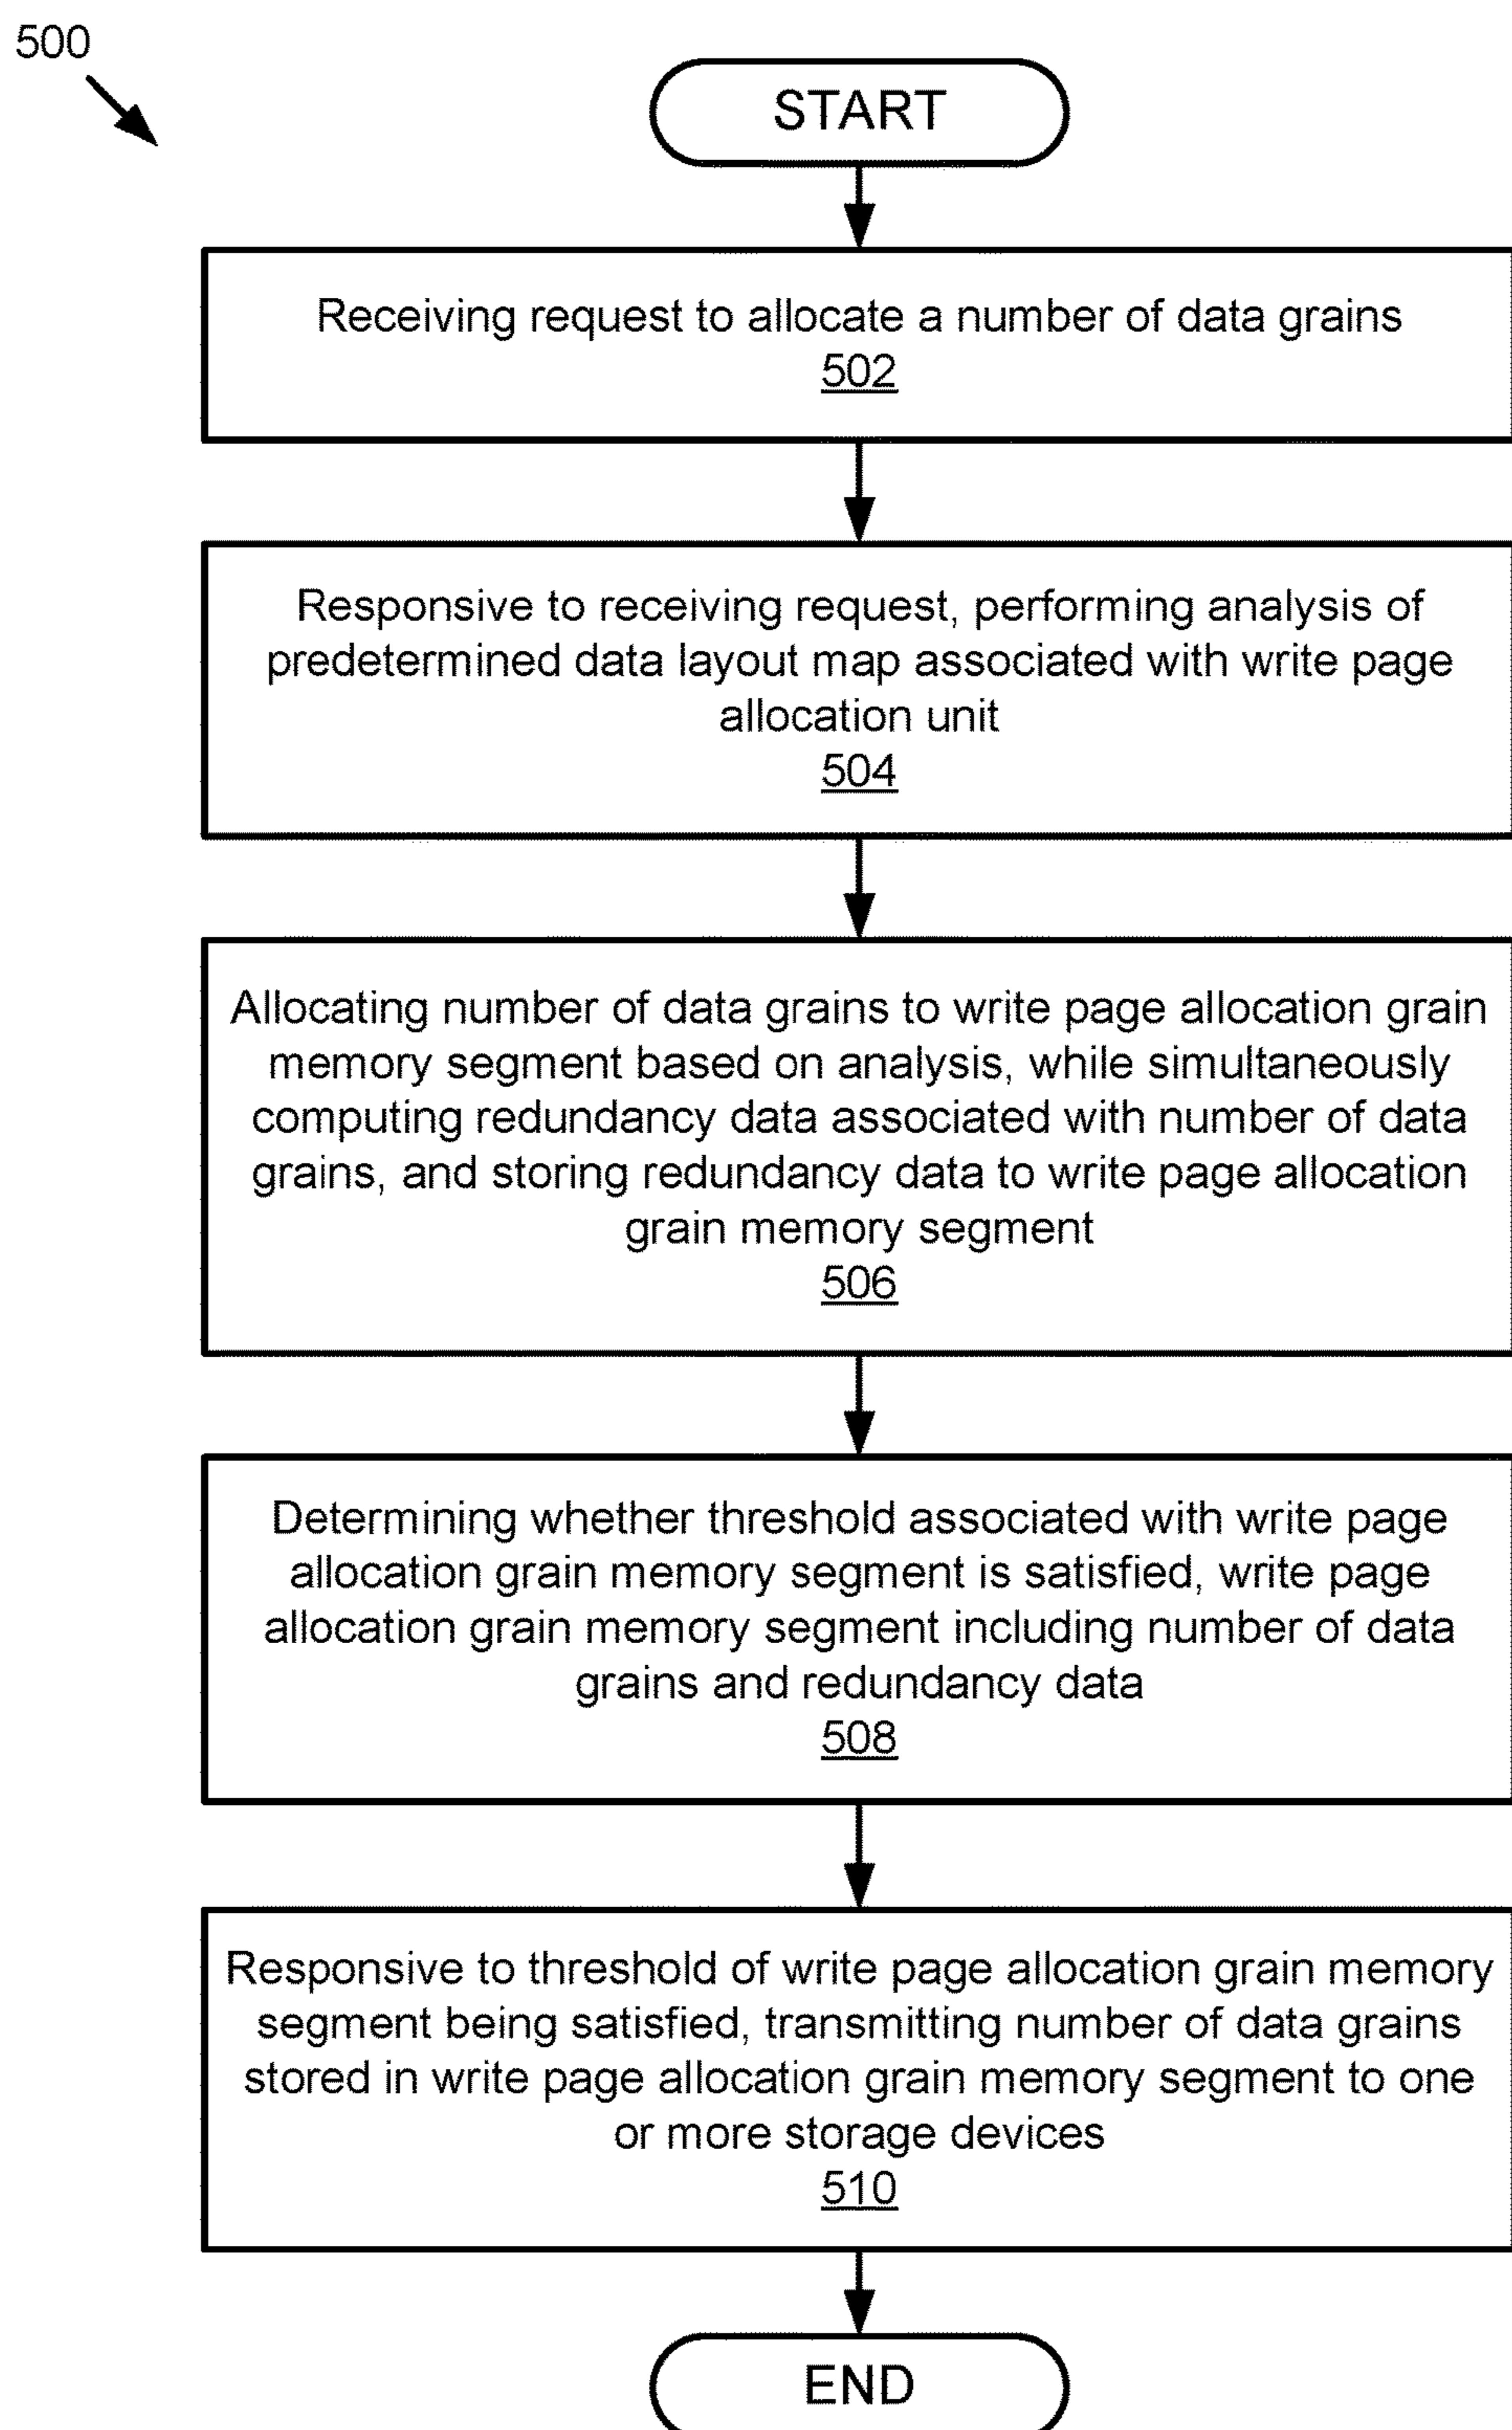 500
START
Receiving request to allocate a number of data grains
502
Responsive to receiving request, performing analysis of
predetermined data layout map associated with write page
allocation unit
504
Allocating number of data grains to write page allocation grain
memory segment based on analysis, while simultaneously
computing redundancy data associated with number of data
grains, and storing redundancy data to write page allocation
grain memory segment
506
Determining whether threshold associated with write page
allocation grain memory segment is satisfied, write page
allocation grain memory segment including number of data
grains and redundancy data
508
Responsive to threshold of write page allocation grain memory
segment being satisfied, transmitting number of data grains
stored in write page allocation grain memory segment to one
or more storage devices
510
END